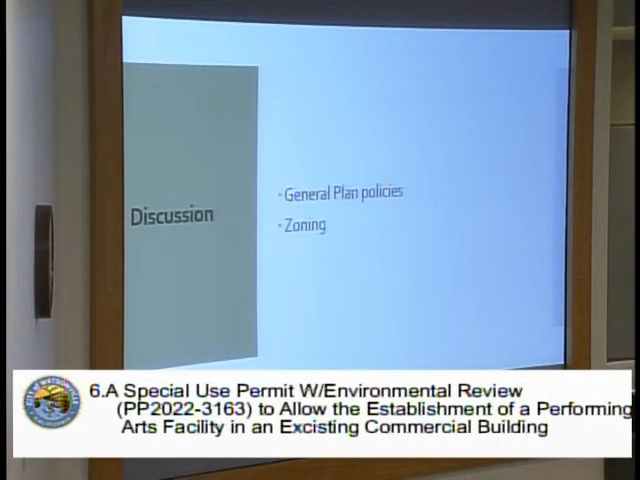 Discussion
- General Plan policies
- Zoning
6.A Special Use Permit W/Environmental Review
(PP2022-3163) to Allow the Establishment of a Performing
Arts Facility in an Excisting Commercial Building